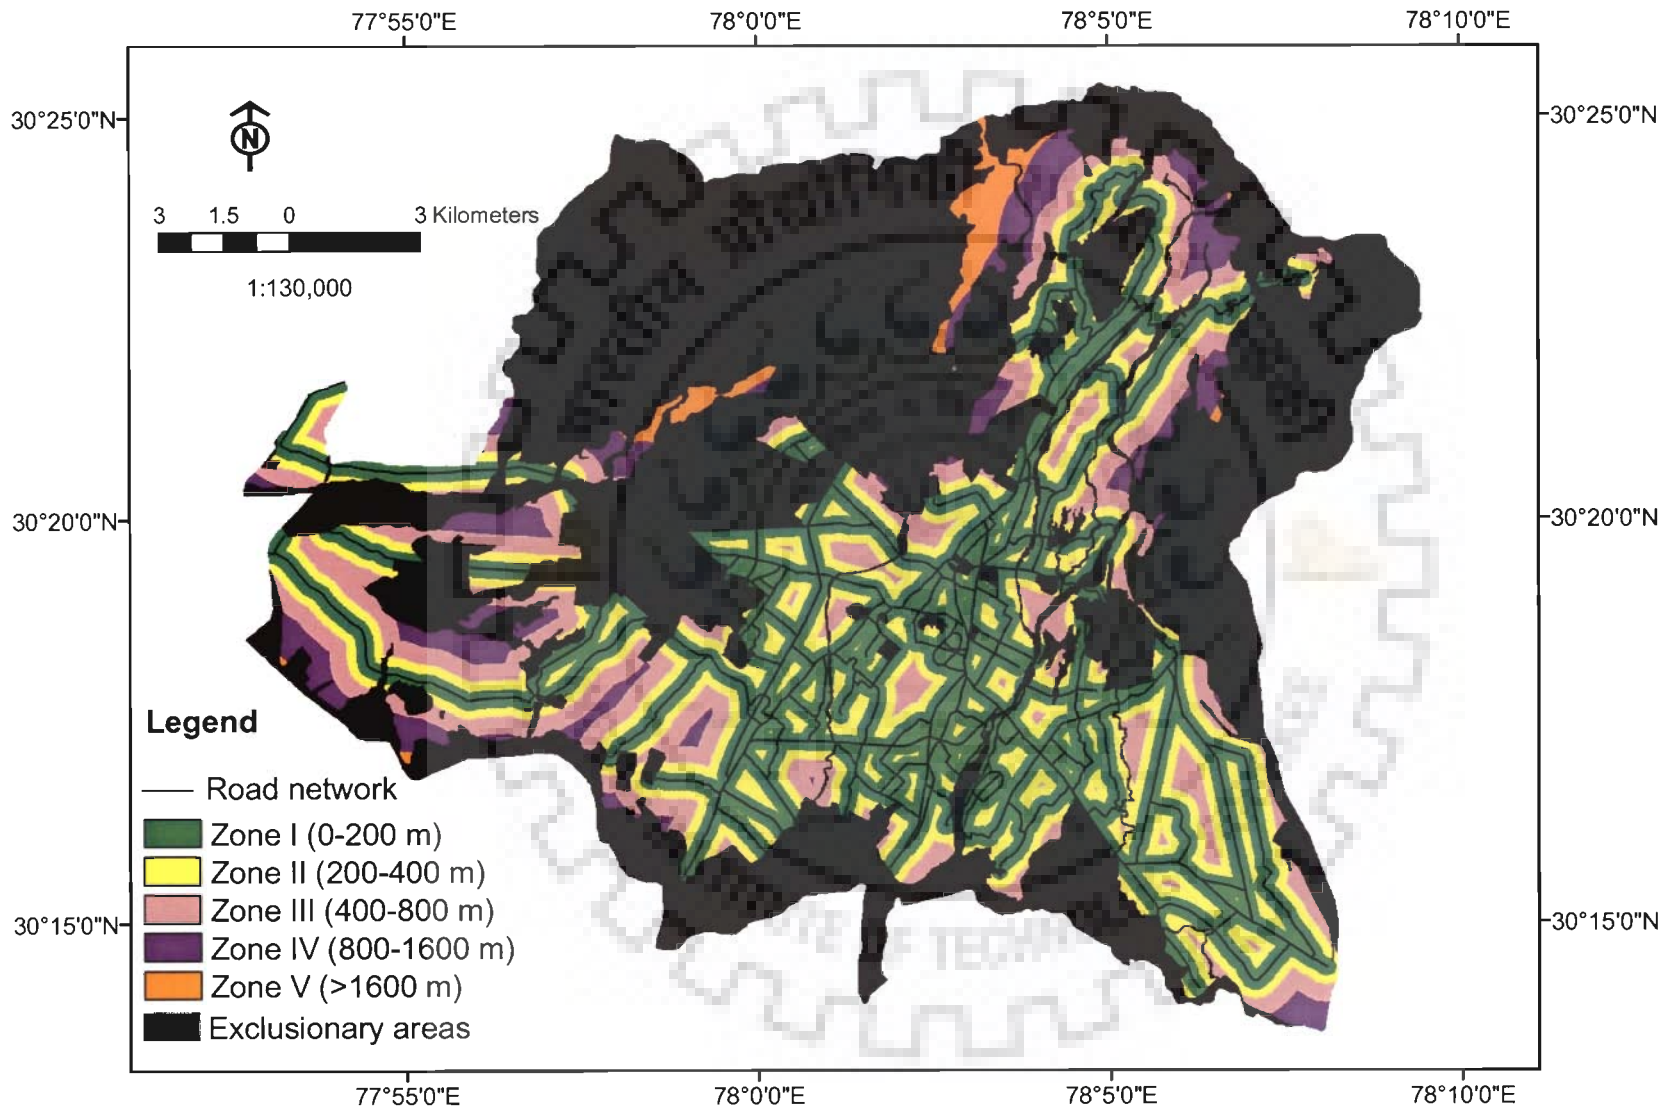 77°55'0"E 78°0'0"E 78°5'0"E 78°10'0"E
30°25'0"N 30°25'0"N
N
3 1.5 0 3 Kilometers
1:130,000
30°20'0"N 30°20'0"N
Legend
Road network
Zone I (0-200 m)
Zone II (200-400 m)
Zone III (400-800 m)
Zone IV (800-1600 m)
Zone V (>1600 m)
Exclusionary areas
30°15'0"N 30°15'0"N
OF
77°55'0"E 78°0'0"E 78°5'0"E 78°10'0"E